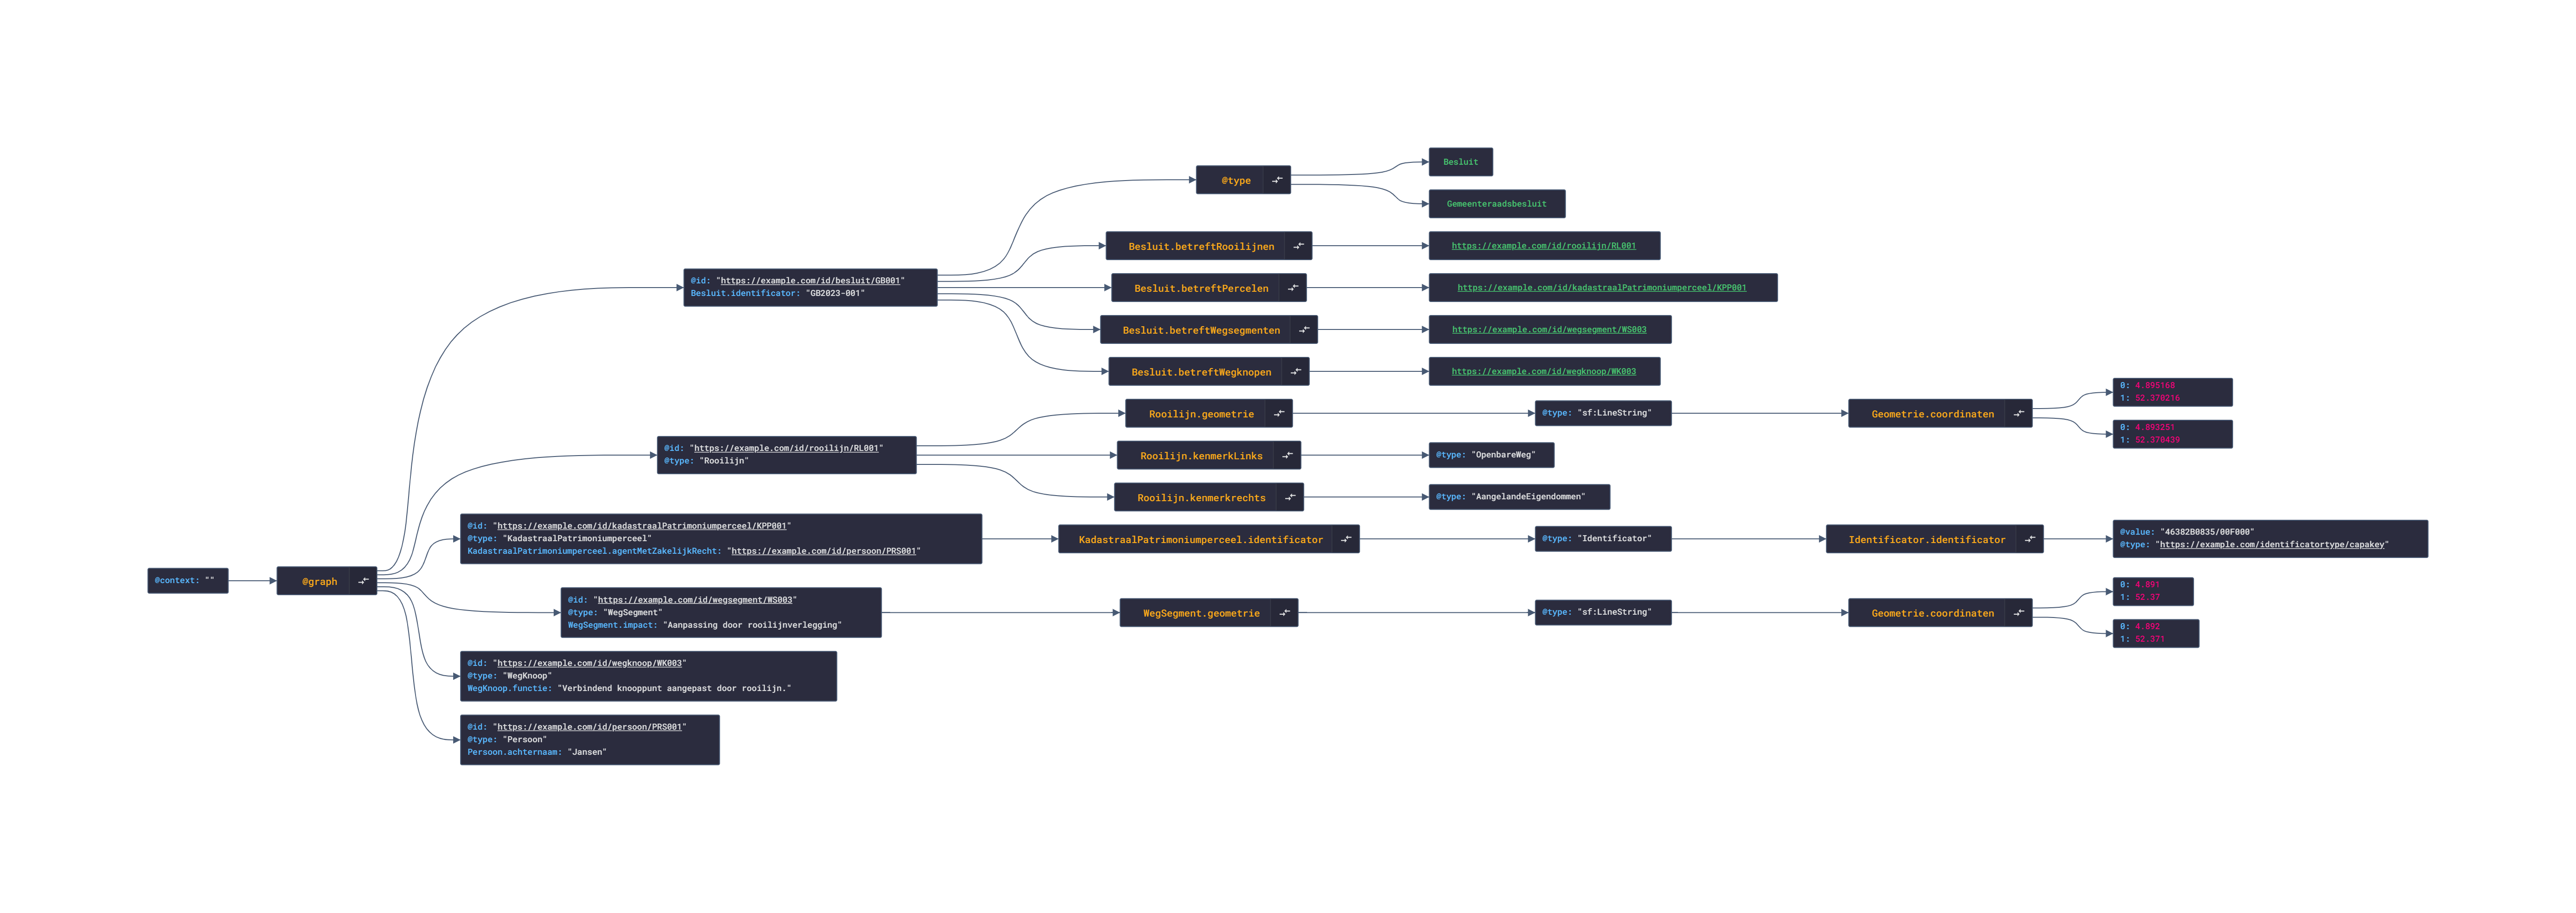 @context: ""
@graph
@id: "https://example.com/id/besluit/GB001"
Besluit.identificator: "GB2023-001"
@type
Besluit
Gemeenteraadsbesluit
Besluit.betreftRooilijnen
https://example.com/id/rooilijn/RL001
Besluit.betreftPercelen
https://example.com/id/kadastraalPatrimoniumperceel/KPP001
Besluit.betreftWegsegmenten
https://example.com/id/wegsegment/WS003
Besluit.betreftWegknopen
https://example.com/id/wegknoop/WK003
@id: "https://example.com/id/rooilijn/RL001"
@type: "Rooilijn"
Rooilijn.geometrie
@type: "sf:LineString"
Geometrie.coordinaten
0: 4.895168
1: 52.370216
0: 4.893251
1: 52.370439
Rooilijn.kenmerkLinks
@type: "OpenbareWeg"
Rooilijn.kenmerkrechts
@type: "AangelandeEigendommen"
@id: "https://example.com/id/kadastraalPatrimoniumperceel/KPP001"
@type: "KadastraalPatrimoniumperceel"
KadastraalPatrimoniumperceel.agentMetZakelijkRecht: "https://example.com/id/persoon/PRS001"
KadastraalPatrimoniumperceel.identificator
@type: "Identificator"
Identificator.identificator
@value: "46382B0835/00F000"
@type: "https://example.com/identificatortype/capakey"
@id: "https://example.com/id/wegsegment/WS003"
@type: "WegSegment"
WegSegment.impact: "Aanpassing door rooilijnverlegging"
WegSegment.geometrie
@type: "sf:LineString"
Geometrie.coordinaten
0: 4.891
1: 52.37
0: 4.892
1: 52.371
@id: "https://example.com/id/wegknoop/WK003"
@type: "WegKnoop"
WegKnoop.functie: "Verbindend knooppunt aangepast door rooilijn."
@id: "https://example.com/id/persoon/PRS001"
@type: "Persoon"
Persoon.achternaam: "Jansen"